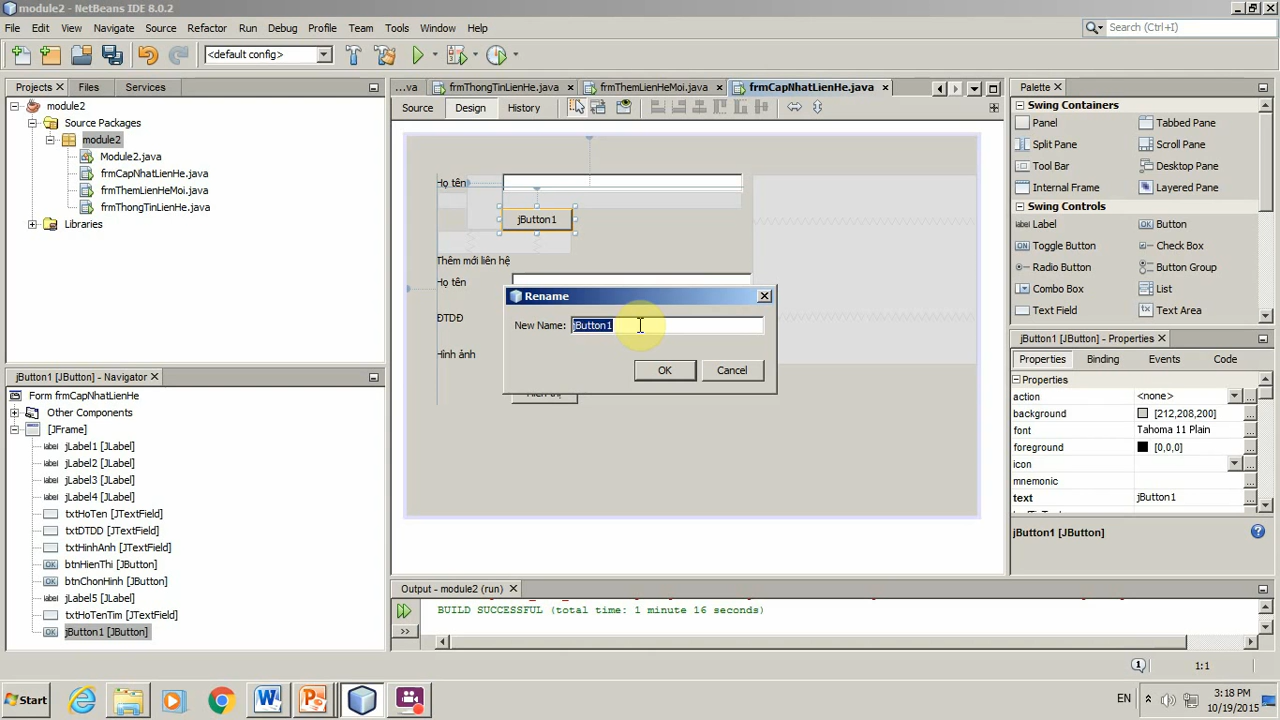 module2 - NetBeans IDE 8.0.2
File Edit View Navigate Source Refactor Run Debug Profile Team Tools Window Help
Search (Ctrl+I)
<default config>
Projects Files Services
module2
Source Packages
module2
Module2.java
frmCapNhatLienHe.java
frmThemLienHeMoi.java
frmThongTinLienHe.java
Libraries
jButton1 [JButton] - Navigator
Form frmCapNhatLienHe
Other Components
[JFrame]
jLabel1 [JLabel]
jLabel2 [JLabel]
jLabel3 [JLabel]
jLabel4 [JLabel]
txtHoTen [JTextField]
txtDTDD [JTextField]
txtHinhAnh [JTextField]
btnHienThi [JButton]
btnChonHinh [JButton]
jLabel5 [JLabel]
txtHoTenTim [JTextField]
jButton1 [JButton]
...va frmThongTinLienHe.java frmThemLienHeMoi.java frmCapNhatLienHe.java
Source Design History
Họ tên
jButton1
Thêm mới liên hệ
Họ tên
ĐTDĐ
Hình ảnh
Hiển thị
Rename
New Name: jButton1
OK Cancel
Output - module2 (run)
BUILD SUCCESSFUL (total time: 1 minute 16 seconds)
>>
Palette
Swing Containers
Panel Tabbed Pane
Split Pane Scroll Pane
Tool Bar Desktop Pane
Internal Frame Layered Pane
Swing Controls
Label Button
Toggle Button Check Box
Radio Button Button Group
Combo Box List
Text Field Text Area
jButton1 [JButton] - Properties
Properties Binding Events Code
Properties
action <none>
background [212,208,200]
font Tahoma 11 Plain
foreground [0,0,0]
icon
mnemonic
text jButton1
jButton1 [JButton]
1:1
Start
EN
3:18 PM
10/19/2015